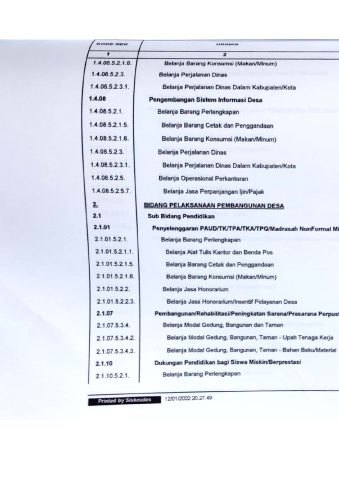 KODE REK URAIAN
1 2
1.4.06.5.2.1.6. Belanja Barang Konsumsi (Makan/Minum)
1.4.06.5.2.3. Belanja Perjalanan Dinas
1.4.06.5.2.3.1. Belanja Perjalanan Dinas Dalam Kabupaten/Kota
1.4.08 Pengembangan Sistem Informasi Desa
1.4.08.5.2.1. Belanja Barang Perlengkapan
1.4.08.5.2.1.5. Belanja Barang Cetak dan Penggandaan
1.4.08.5.2.1.6. Belanja Barang Konsumsi (Makan/Minum)
1.4.08.5.2.3. Belanja Perjalanan Dinas
1.4.08.5.2.3.1. Belanja Perjalanan Dinas Dalam Kabupaten/Kota
1.4.08.5.2.5. Belanja Operasional Perkantoran
1.4.08.5.2.5.7. Belanja Jasa Perpanjangan Ijin/Pajak
2. BIDANG PELAKSANAAN PEMBANGUNAN DESA
2.1 Sub Bidang Pendidikan
2.1.01 Penyelenggaran PAUD/TK/TPA/TKA/TPQ/Madrasah NonFormal Mi
2.1.01.5.2.1. Belanja Barang Perlengkapan
2.1.01.5.2.1.1. Belanja Alat Tulis Kantor dan Benda Pos
2.1.01.5.2.1.5. Belanja Barang Cetak dan Penggandaan
2.1.01.5.2.1.6. Belanja Barang Konsumsi (Makan/Minum)
2.1.01.5.2.2. Belanja Jasa Honorarium
2.1.01.5.2.2.3. Belanja Jasa Honorarium/Insentif Pelayanan Desa
2.1.07 Pembangunan/Rehabilitasi/Peningkatan Sarana/Prasarana Perpust
2.1.07.5.3.4. Belanja Modal Gedung, Bangunan dan Taman
2.1.07.5.3.4.2. Belanja Modal Gedung, Bangunan, Taman - Upah Tenaga Kerja
2.1.07.5.3.4.3. Belanja Modal Gedung, Bangunan, Taman - Bahan Baku/Material
2.1.10 Dukungan Pendidikan bagi Siswa Miskin/Berprestasi
2.1.10.5.2.1. Belanja Barang Perlengkapan
Printed by Siskeudes 12/01/2022 20.27.49